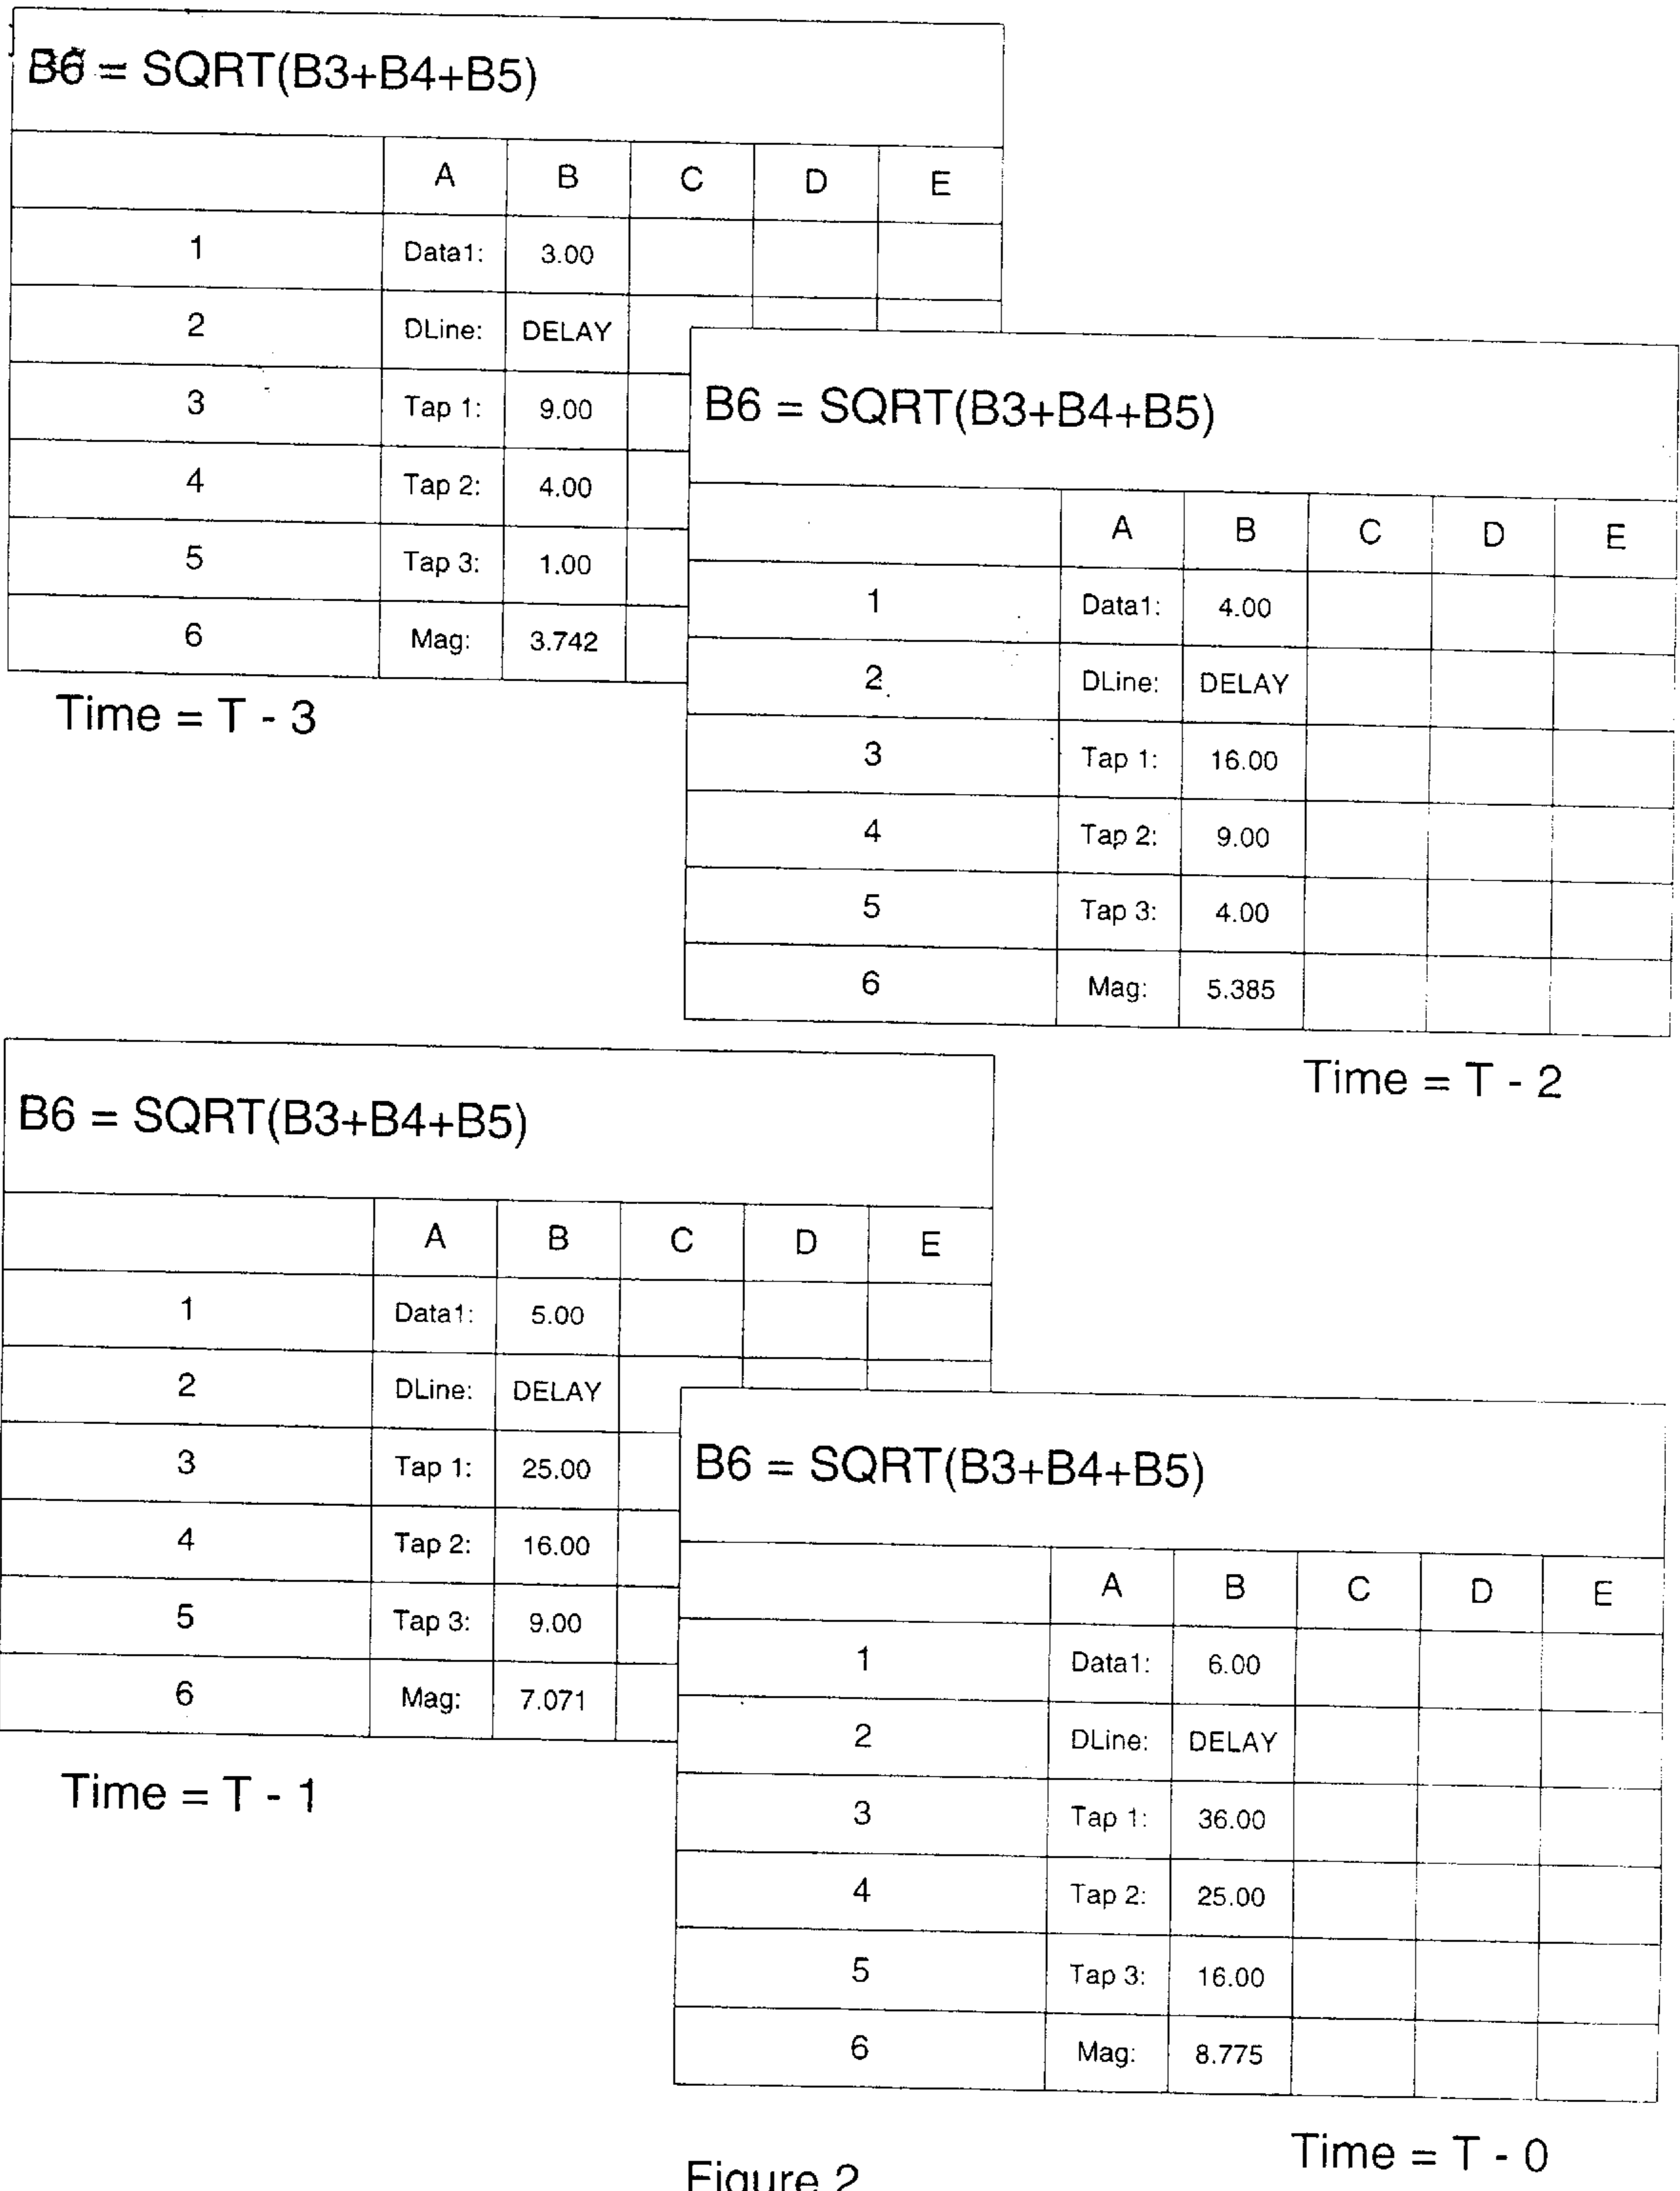 B6 = SQRT(B3+B4+B5)
A B C D E
1 Data1: 3.00
2 DLine: DELAY
3 Tap 1: 9.00
4 Tap 2: 4.00
5 Tap 3: 1.00
6 Mag: 3.742
Time = T - 3
B6 = SQRT(B3+B4+B5)
A B C D E
1 Data1: 4.00
2 DLine: DELAY
3 Tap 1: 16.00
4 Tap 2: 9.00
5 Tap 3: 4.00
6 Mag: 5.385
Time = T - 2
B6 = SQRT(B3+B4+B5)
A B C D E
1 Data1: 5.00
2 DLine: DELAY
3 Tap 1: 25.00
4 Tap 2: 16.00
5 Tap 3: 9.00
6 Mag: 7.071
Time = T - 1
B6 = SQRT(B3+B4+B5)
A B C D E
1 Data1: 6.00
2 DLine: DELAY
3 Tap 1: 36.00
4 Tap 2: 25.00
5 Tap 3: 16.00
6 Mag: 8.775
Time = T - 0
Figure 2